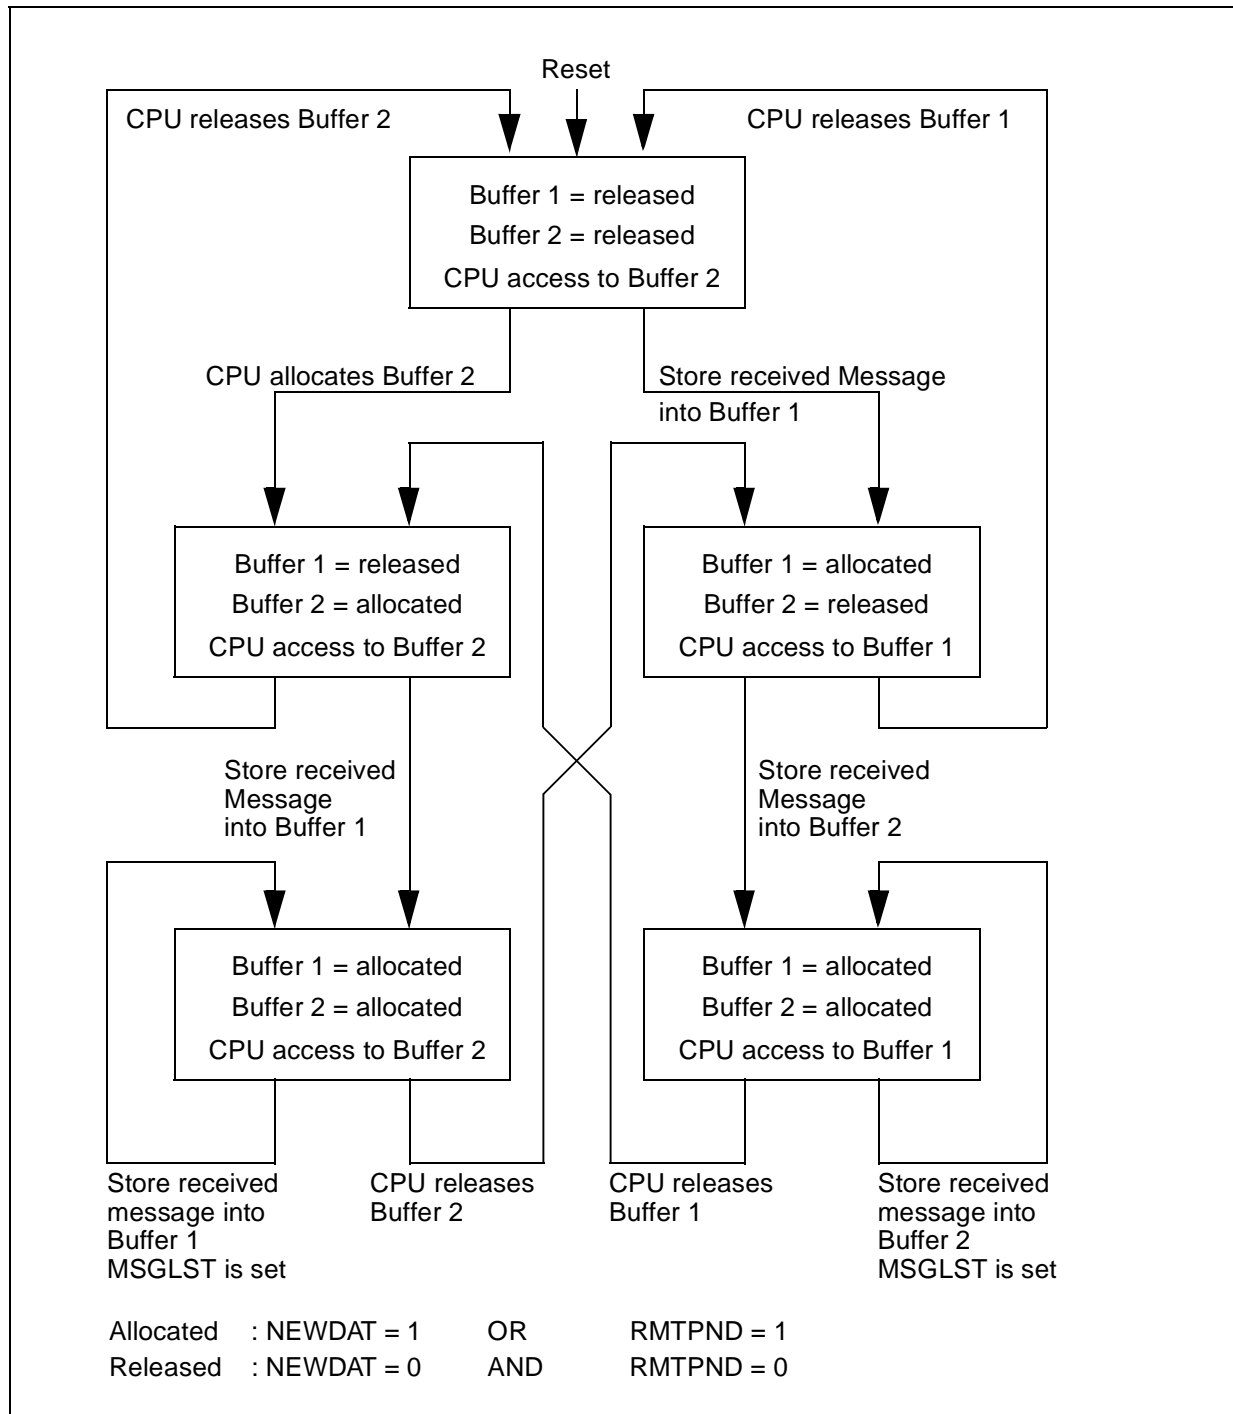 Reset
CPU releases Buffer 2
CPU releases Buffer 1
Buffer 1 = released
Buffer 2 = released
CPU access to Buffer 2
CPU allocates Buffer 2
Store received Message
into Buffer 1
Buffer 1 = released
Buffer 2 = allocated
CPU access to Buffer 2
Buffer 1 = allocated
Buffer 2 = released
CPU access to Buffer 1
Store received
Message
into Buffer 1
Store received
Message
into Buffer 2
Buffer 1 = allocated
Buffer 2 = allocated
CPU access to Buffer 2
Buffer 1 = allocated
Buffer 2 = allocated
CPU access to Buffer 1
Store received
message into
Buffer 1
MSGLST is set
CPU releases
Buffer 2
CPU releases
Buffer 1
Store received
message into
Buffer 2
MSGLST is set
Allocated : NEWDAT = 1 OR RMTPND = 1
Released : NEWDAT = 0 AND RMTPND = 0